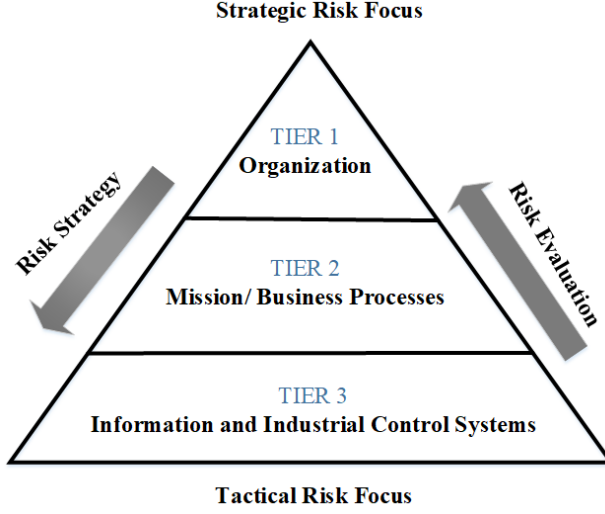 Strategic Risk Focus
TIER 1
Organization
Risk Strategy
Risk Evaluation
TIER 2
Mission/ Business Processes
TIER 3
Information and Industrial Control Systems
Tactical Risk Focus